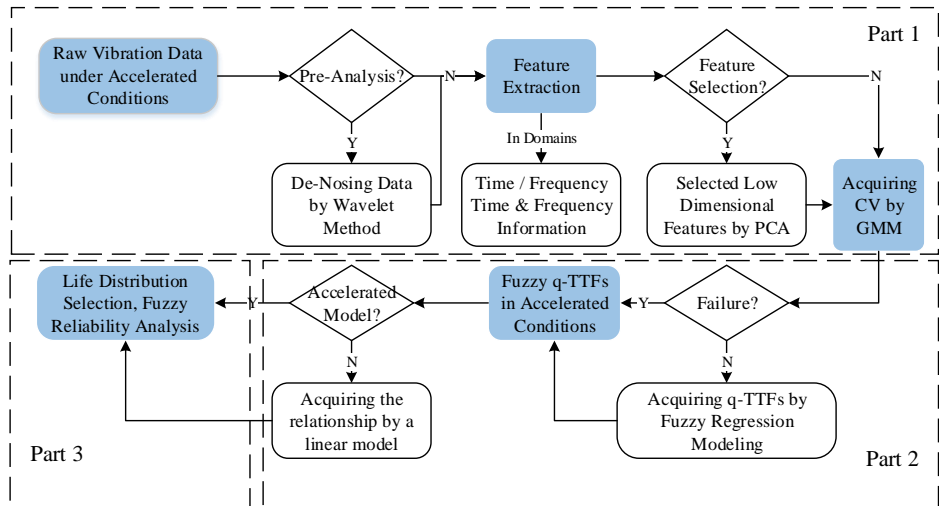 Part 1
Raw Vibration Data
under Accelerated
Conditions
Pre-Analysis?
N
Feature
Extraction
Feature
Selection?
N
Y
In Domains
Y
De-Nosing Data
by Wavelet
Method
Time / Frequency
Time & Frequency
Information
Selected Low
Dimensional
Features by PCA
Acquiring
CV by
GMM
Life Distribution
Selection, Fuzzy
Reliability Analysis
Y
Accelerated
Model?
Fuzzy q-TTFs
in Accelerated
Conditions
Y
Failure?
N
N
Acquiring the
relationship by a
linear model
Acquiring q-TTFs by
Fuzzy Regression
Modeling
Part 3
Part 2